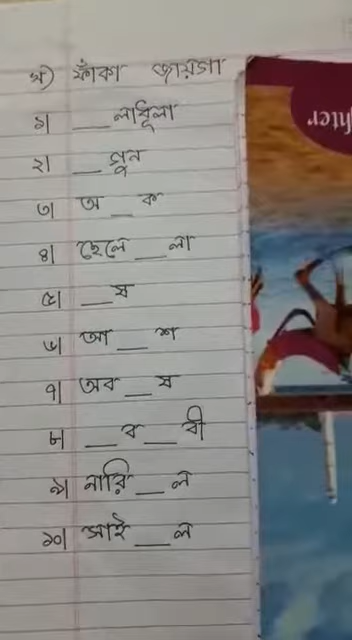 খ) ফাঁকা জায়গা
১। ___ লাধূলা
২। ___ গুন
৩। অ ___ ক
৪। ছেলে ___ লা
৫। ___ ষ
৬। আ ___ শ
৭। অব ___ ষ
৮। ___ ব ___ বী
৯। নারি ___ ল
১০। সাই ___ ল